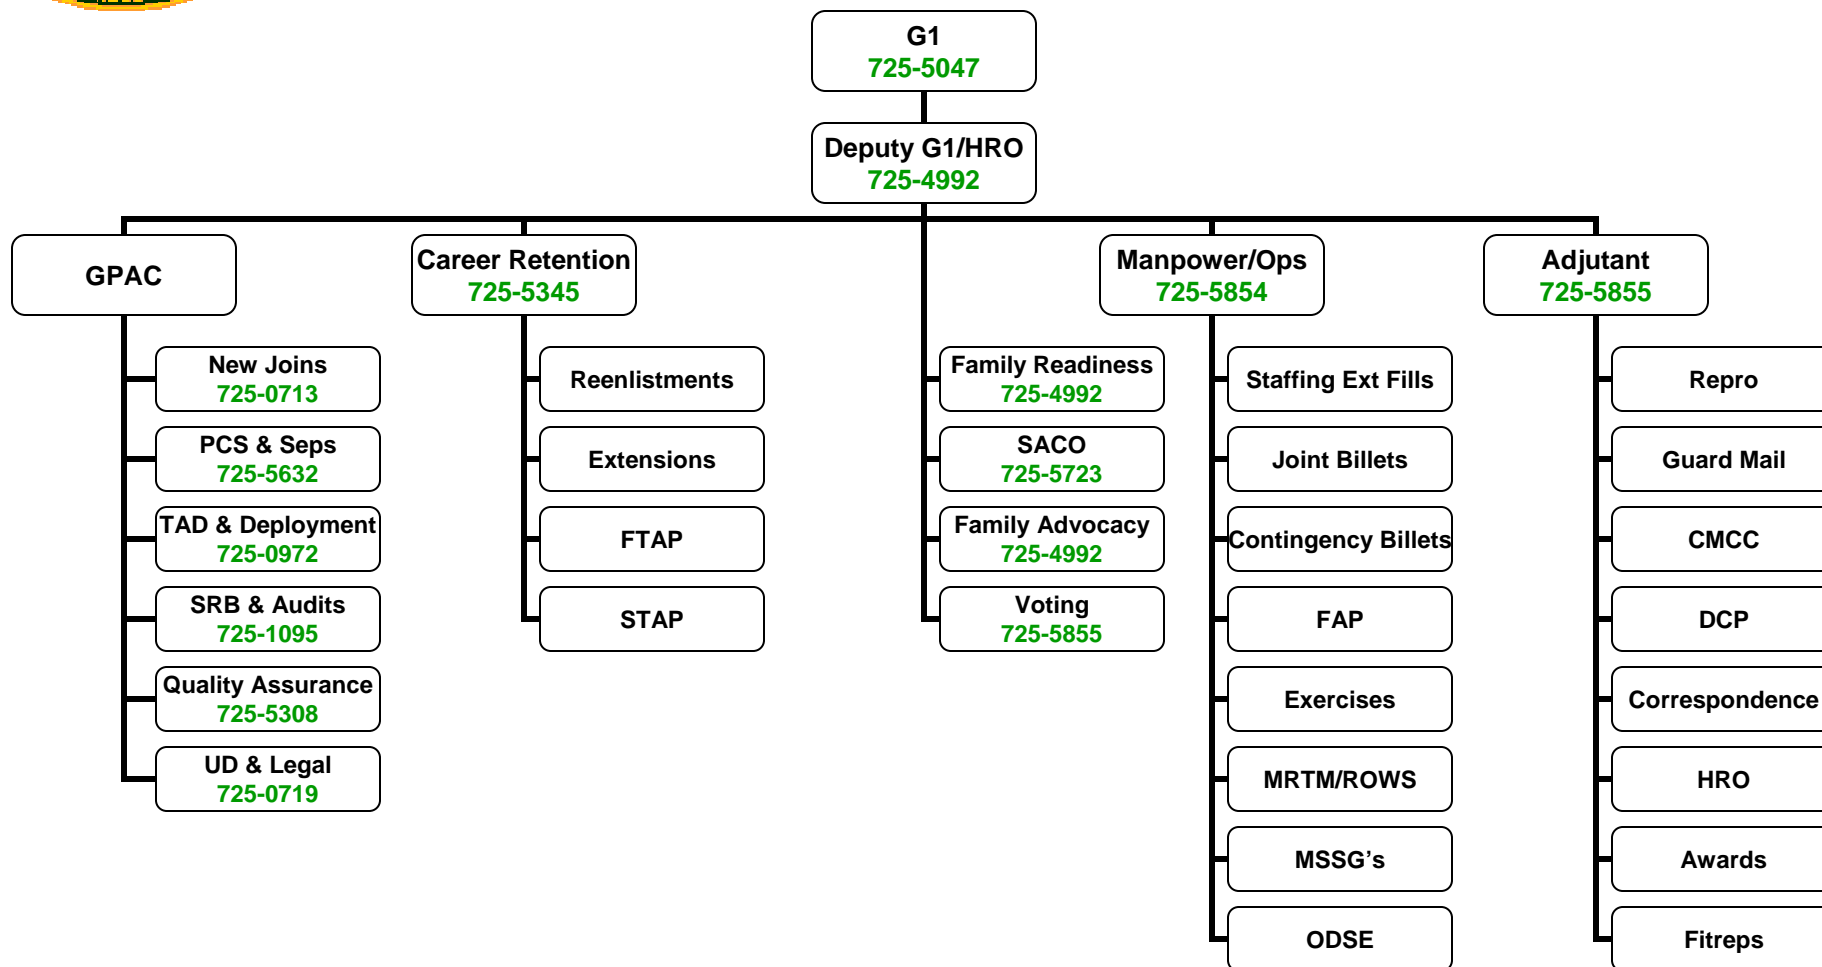 G1
725-5047
Deputy G1/HRO
725-4992
GPAC
New Joins
725-0713
PCS & Seps
725-5632
TAD & Deployment
725-0972
SRB & Audits
725-1095
Quality Assurance
725-5308
UD & Legal
725-0719
Career Retention
725-5345
Reenlistments
Extensions
FTAP
STAP
Family Readiness
725-4992
SACO
725-5723
Family Advocacy
725-4992
Voting
725-5855
Manpower/Ops
725-5854
Staffing Ext Fills
Joint Billets
Contingency Billets
FAP
Exercises
MRTM/ROWS
MSSG’s
ODSE
Adjutant
725-5855
Repro
Guard Mail
CMCC
DCP
Correspondence
HRO
Awards
Fitreps